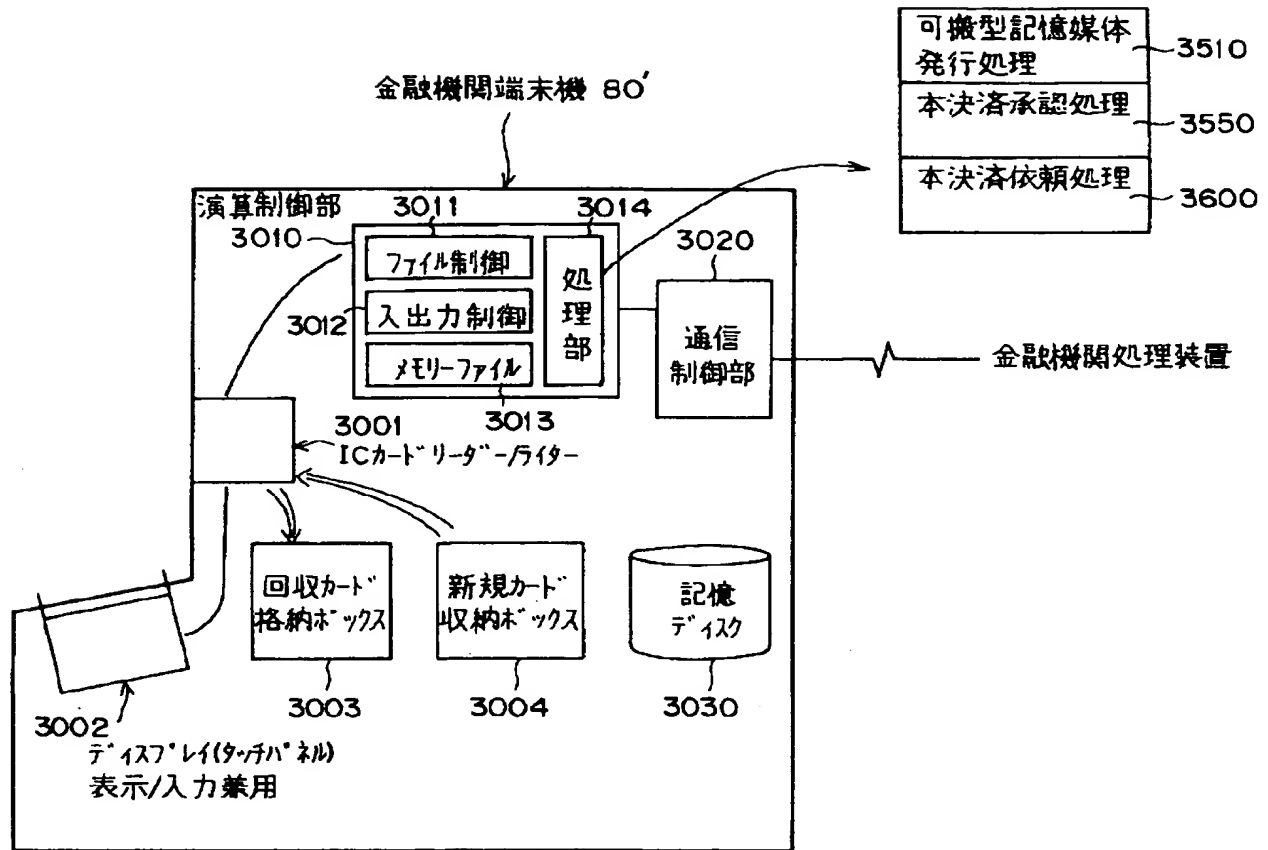 可搬型記憶媒体
発行処理
3510
本決済承認処理
3550
本決済依頼処理
3600
金融機関端末機 80′
演算制御部
3010
3011
ファイル制御
3012
入出力制御
メモリーファイル
3013
3014
処理部
3020
通信
制御部
金融機関処理装置
3001
ICカードリーダー/ライター
回収カード
格納ボックス
3003
新規カード
収納ボックス
3004
記憶
ディスク
3030
3002
ディスプレイ(タッチパネル)
表示/入力兼用